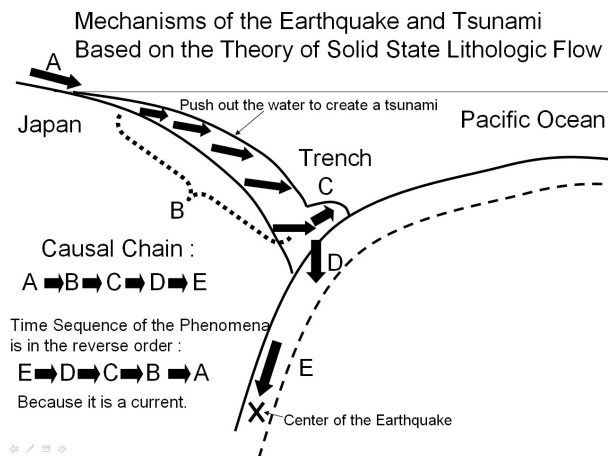 Mechanisms of the Earthquake and Tsunami
Based on the Theory of Solid State Lithologic Flow
A
Push out the water to create a tsunami
Japan
Pacific Ocean
Trench
C
B
Causal Chain :
D
A ➡B➡C➡D➡E
Time Sequence of the Phenomena
is in the reverse order :
E➡D➡C➡B ➡A
E
Because it is a current.
X
Center of the Earthquake